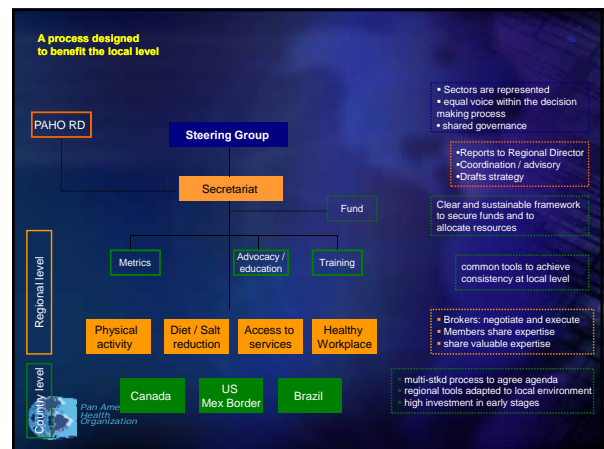 A process designed
to benefit the local level
PAHO RD
Steering Group
▪ Sectors are represented
▪ equal voice within the decision
making process
▪ shared governance
Secretariat
•Reports to Regional Director
•Coordination / advisory
•Drafts strategy
Fund
Clear and sustainable framework
to secure funds and to
allocate resources
Regional level
Metrics
Advocacy /
education
Training
common tools to achieve
consistency at local level
Physical
activity
Diet / Salt
reduction
Access to
services
Healthy
Workplace
▪ Brokers: negotiate and execute
▪ Members share expertise
▪ share valuable expertise
Country level
Canada
US
Mex Border
Brazil
▪ multi-stkd process to agree agenda
▪ regional tools adapted to local environment
▪ high investment in early stages
Pan Ame
Health
Organization